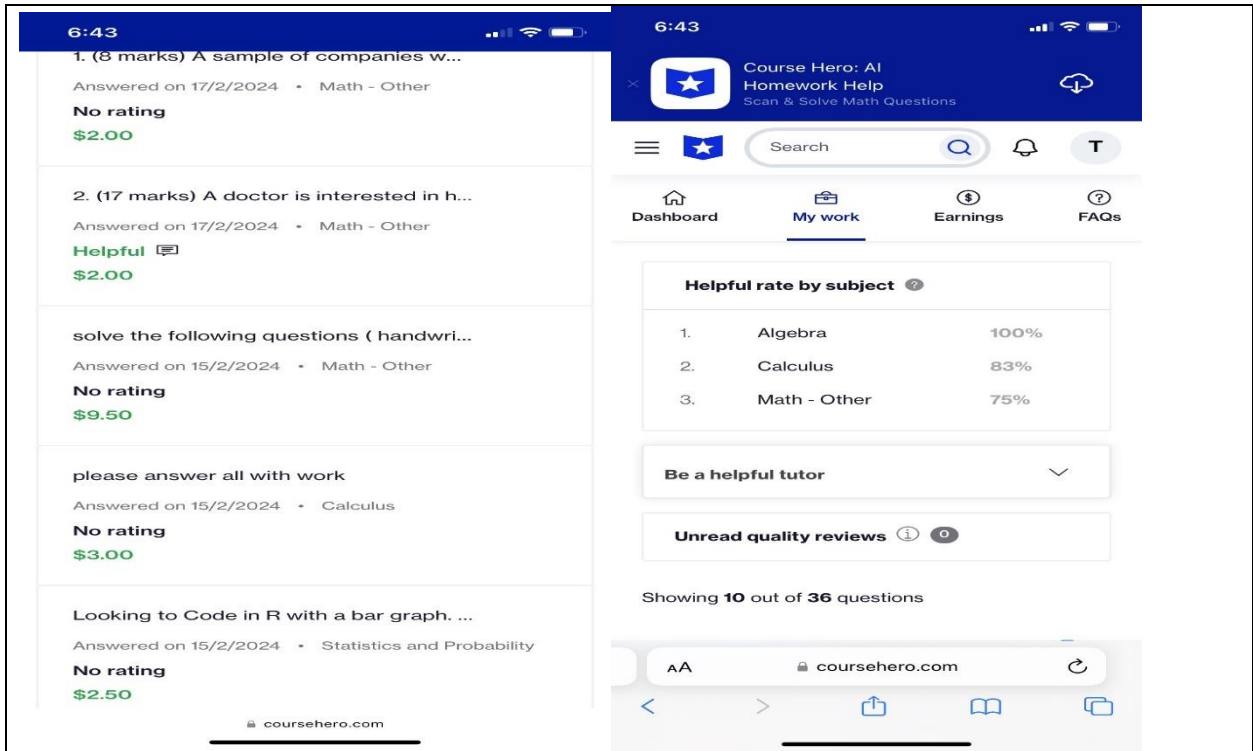 6:43
1. (8 marks) A sample of companies w...
Answered on 17/2/2024 • Math - Other
No rating
$2.00
2. (17 marks) A doctor is interested in h...
Answered on 17/2/2024 • Math - Other
Helpful
$2.00
solve the following questions ( handwri...
Answered on 15/2/2024 • Math - Other
No rating
$9.50
please answer all with work
Answered on 15/2/2024 • Calculus
No rating
$3.00
Looking to Code in R with a bar graph. ...
Answered on 15/2/2024 • Statistics and Probability
No rating
$2.50
coursehero.com
6:43
Course Hero: AI
Homework Help
Scan & Solve Math Questions
Search
T
Dashboard My work Earnings FAQs
Helpful rate by subject
1. Algebra 100%
2. Calculus 83%
3. Math - Other 75%
Be a helpful tutor
Unread quality reviews 0
Showing 10 out of 36 questions
AA coursehero.com